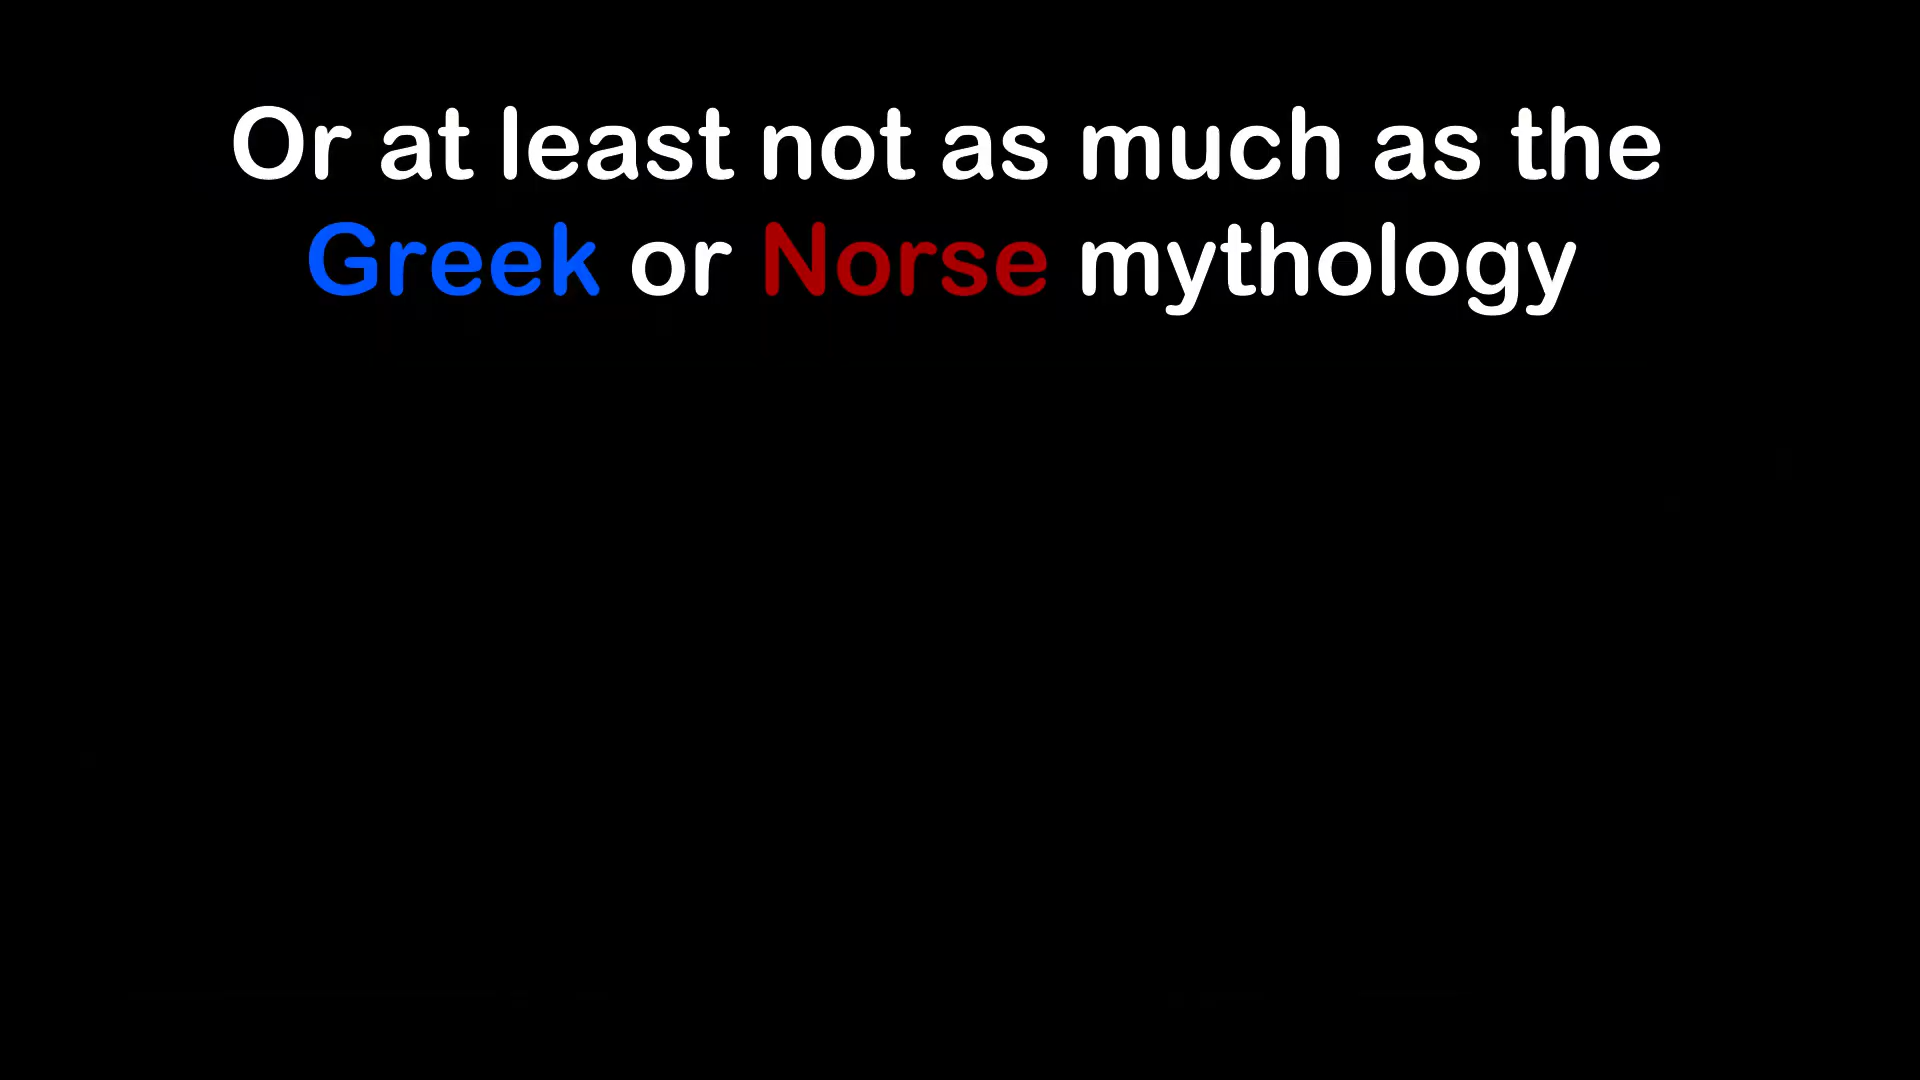 Or at least not as much as the
Greek or Norse mythology